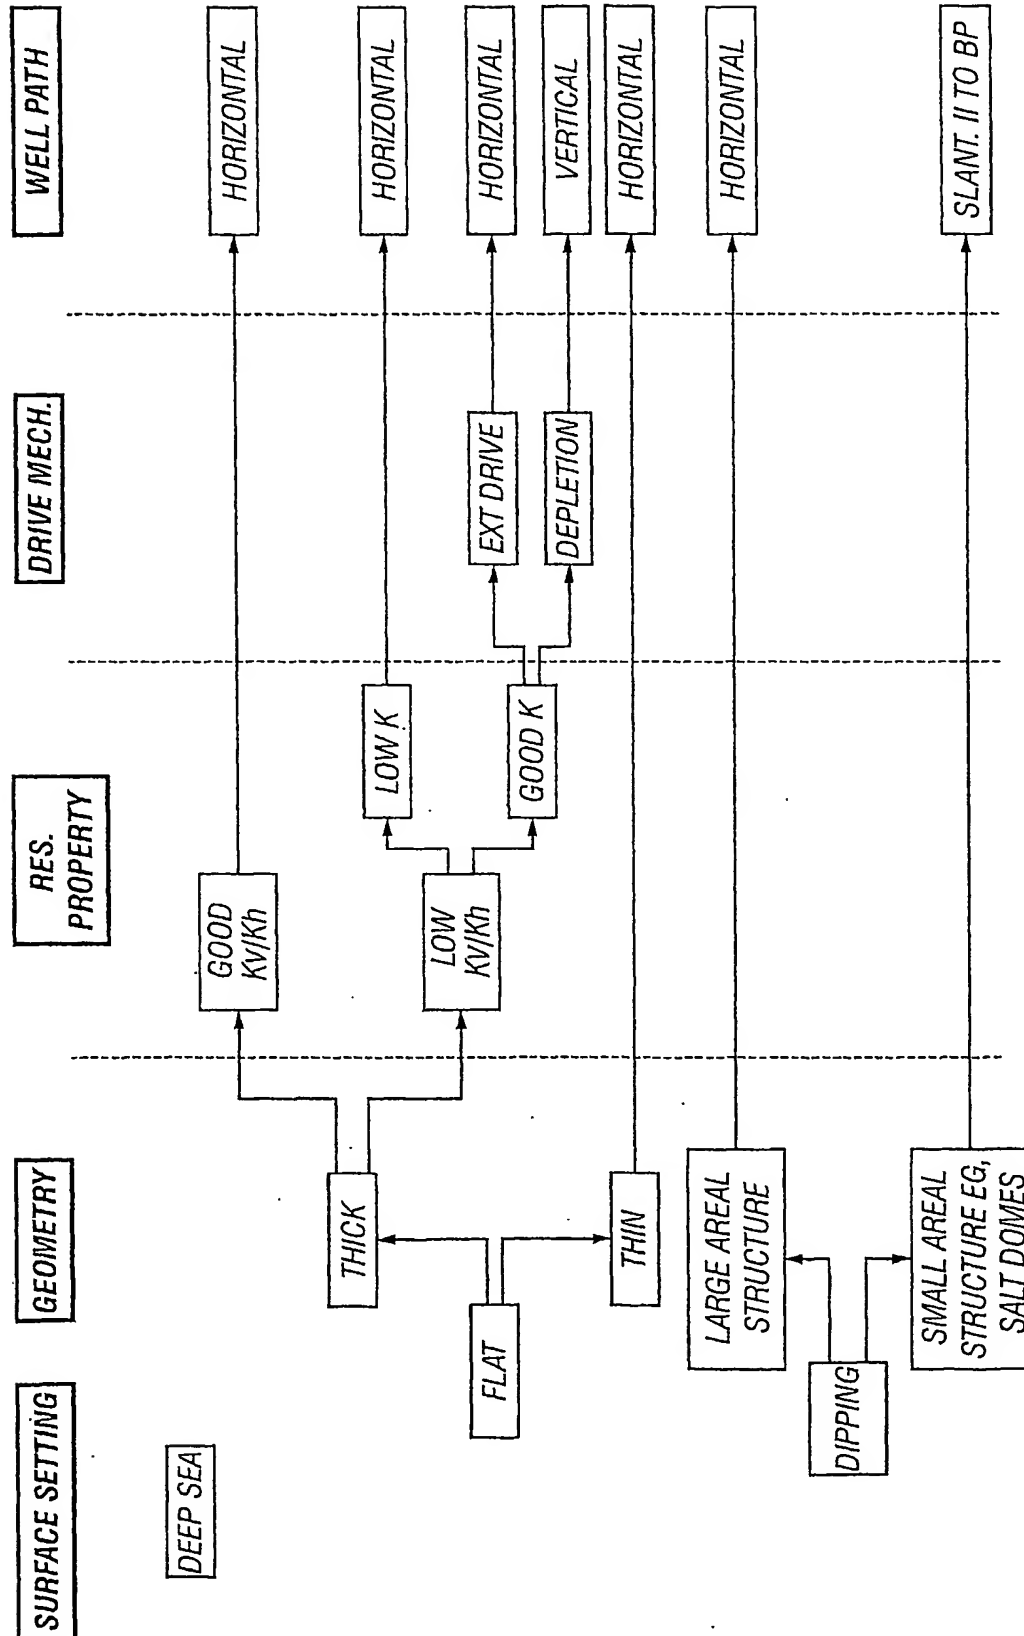 SURFACE SETTING
GEOMETRY
RES.
PROPERTY
DRIVE MECH.
WELL PATH
DEEP SEA
GOOD
Kv/Kh
HORIZONTAL
THICK
LOW K
HORIZONTAL
LOW
Kv/Kh
FLAT
EXT DRIVE
HORIZONTAL
GOOD K
DEPLETION
VERTICAL
THIN
HORIZONTAL
LARGE AREAL
STRUCTURE
HORIZONTAL
DIPPING
SMALL AREAL
STRUCTURE EG,
SALT DOMES
SLANT. II TO BP